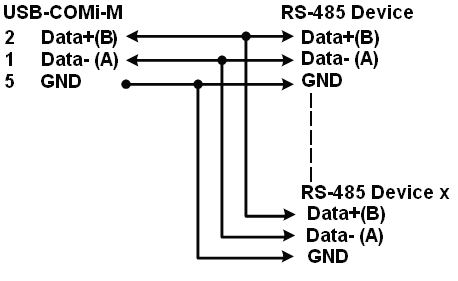 USB-COMi-M RS-485 Device
2 Data+(B) Data+(B)
1 Data- (A) Data- (A)
5 GND GND
RS-485 Device x
Data+(B)
Data- (A)
GND